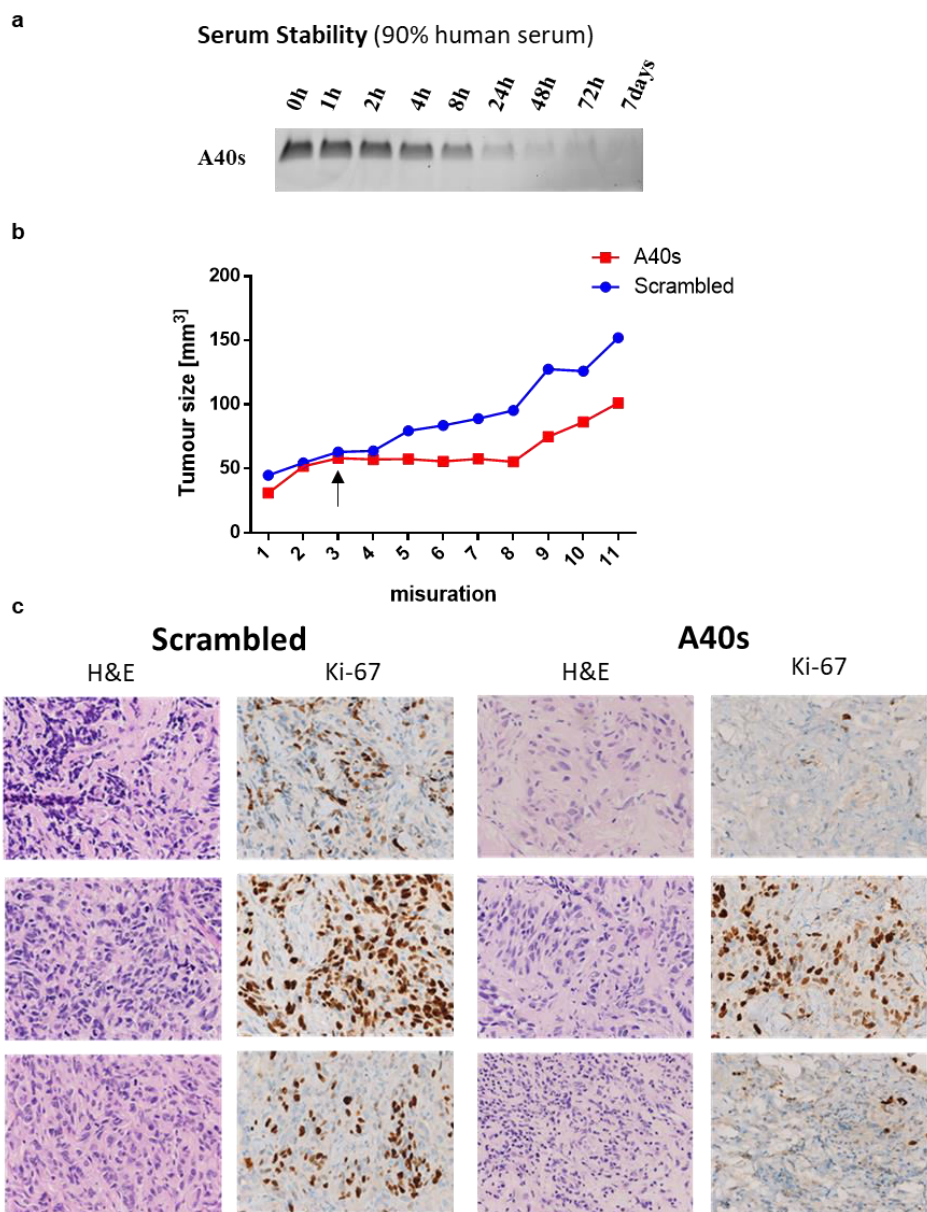 a
Serum Stability (90% human serum)
0h 1h 2h 4h 8h 24h 48h 72h 7days
A40s
b
A40s
Scrambled
200
150
100
50
0
Tumour size [mm³]
1 2 3 4 5 6 7 8 9 10 11
misuration
c
Scrambled A40s
H&E Ki-67 H&E Ki-67